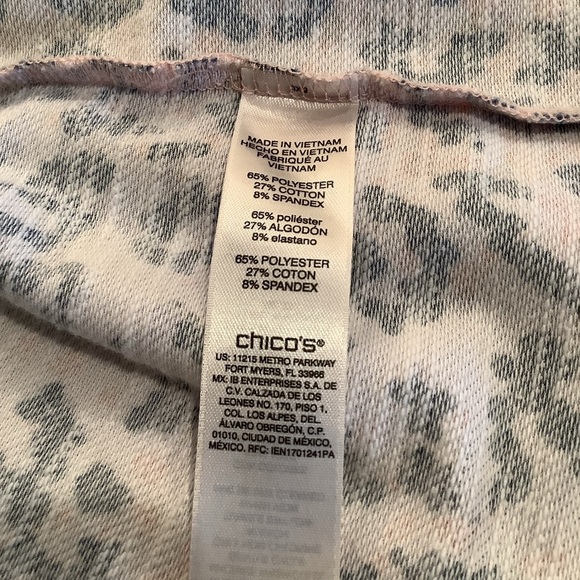 MADE IN VIETNAM
HECHO EN VIETNAM
FABRIQUÉ AU
VIETNAM
65% POLYESTER
27% COTTON
8% SPANDEX
65% poliéster
27% ALGODÓN
8% elastano
65% POLYESTER
27% COTON
8% SPANDEX
chico's®
US: 11215 METRO PARKWAY
FORT MYERS, FL 33966
MX: IB ENTERPRISES S.A. DE
C.V. CALZADA DE LOS
LEONES NO. 170, PISO 1,
COL. LOS ALPES, DEL.
ÁLVARO OBREGÓN, C.P.
01010, CIUDAD DE MÉXICO,
MÉXICO. RFC: IEN1701241PA